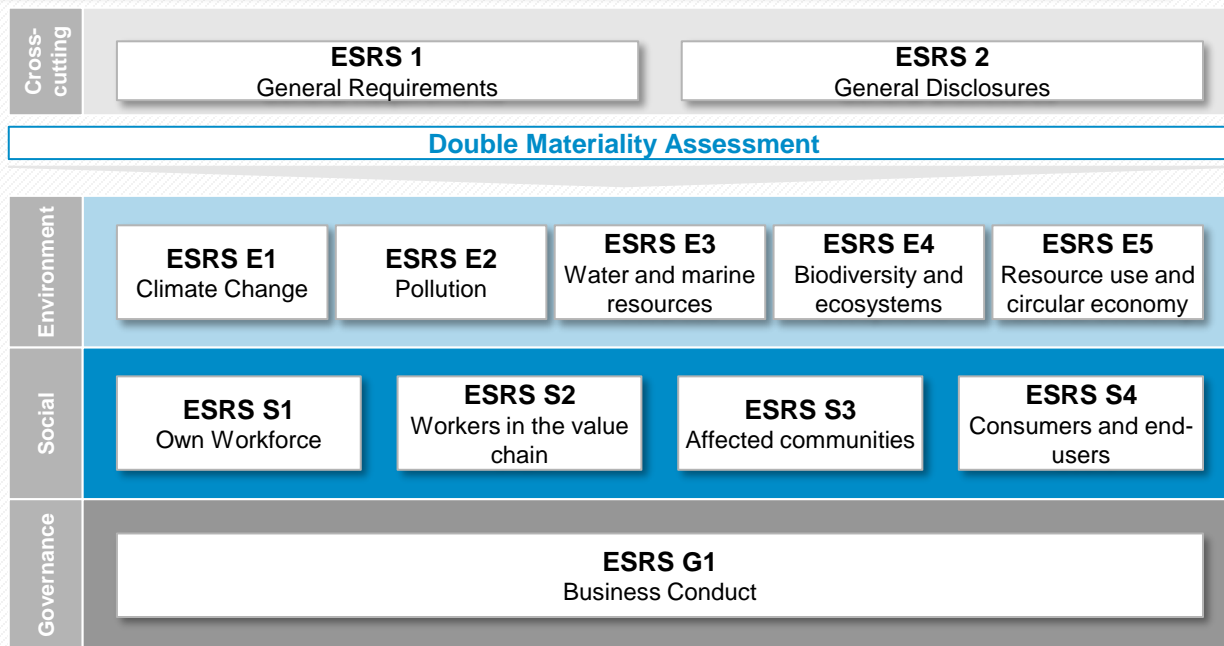 Cross-
cutting
ESRS 1
General Requirements
ESRS 2
General Disclosures
Double Materiality Assessment
Environment
ESRS E1
Climate Change
ESRS E2
Pollution
ESRS E3
Water and marine
resources
ESRS E4
Biodiversity and
ecosystems
ESRS E5
Resource use and
circular economy
Social
ESRS S1
Own Workforce
ESRS S2
Workers in the value
chain
ESRS S3
Affected communities
ESRS S4
Consumers and end-
users
Governance
ESRS G1
Business Conduct